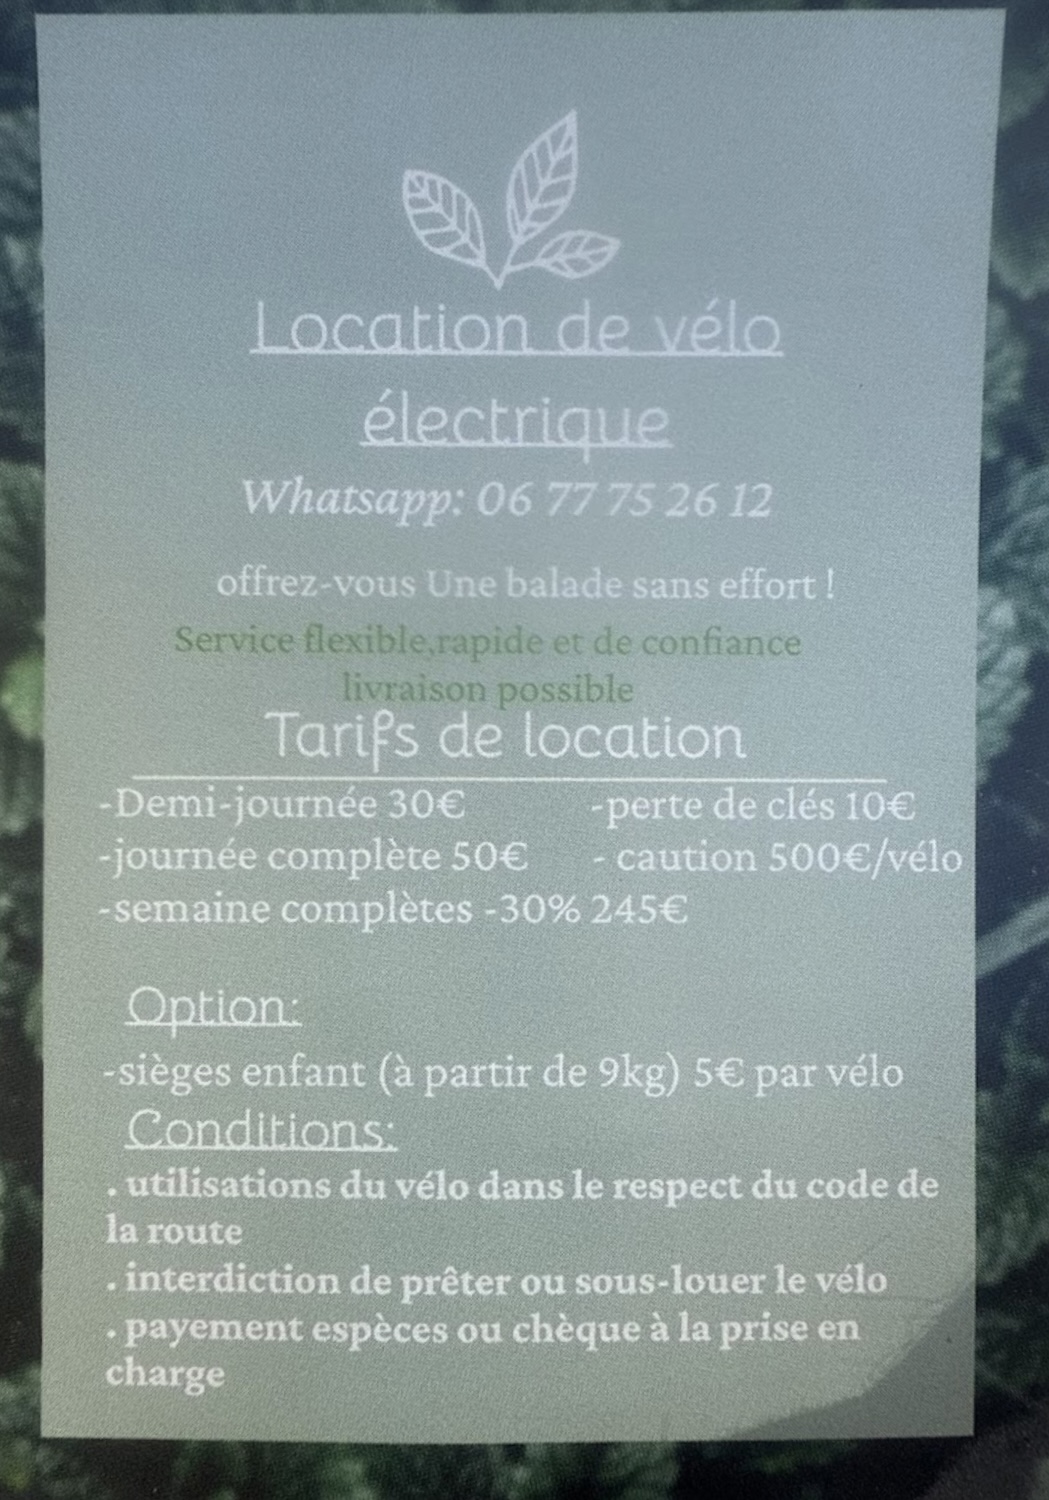 Location de vélo
électrique
Whatsapp: 06 77 75 26 12
offrez-vous Une balade sans effort !
Service flexible,rapide et de confiance
livraison possible
Tarifs de location
-Demi-journée 30€ -perte de clés 10€
-journée complète 50€ - caution 500€/vélo
-semaine complètes -30% 245€
Option:
-sièges enfant (à partir de 9kg) 5€ par vélo
Conditions:
. utilisations du vélo dans le respect du code de
la route
. interdiction de prêter ou sous-louer le vélo
. payement espèces ou chèque à la prise en
charge